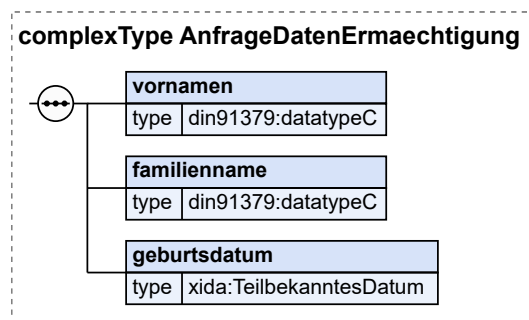 complexType AnfrageDatenErmaechtigung
vornamen
type din91379:datatypeC
familienname
type din91379:datatypeC
geburtsdatum
type xida:TeilbekanntesDatum